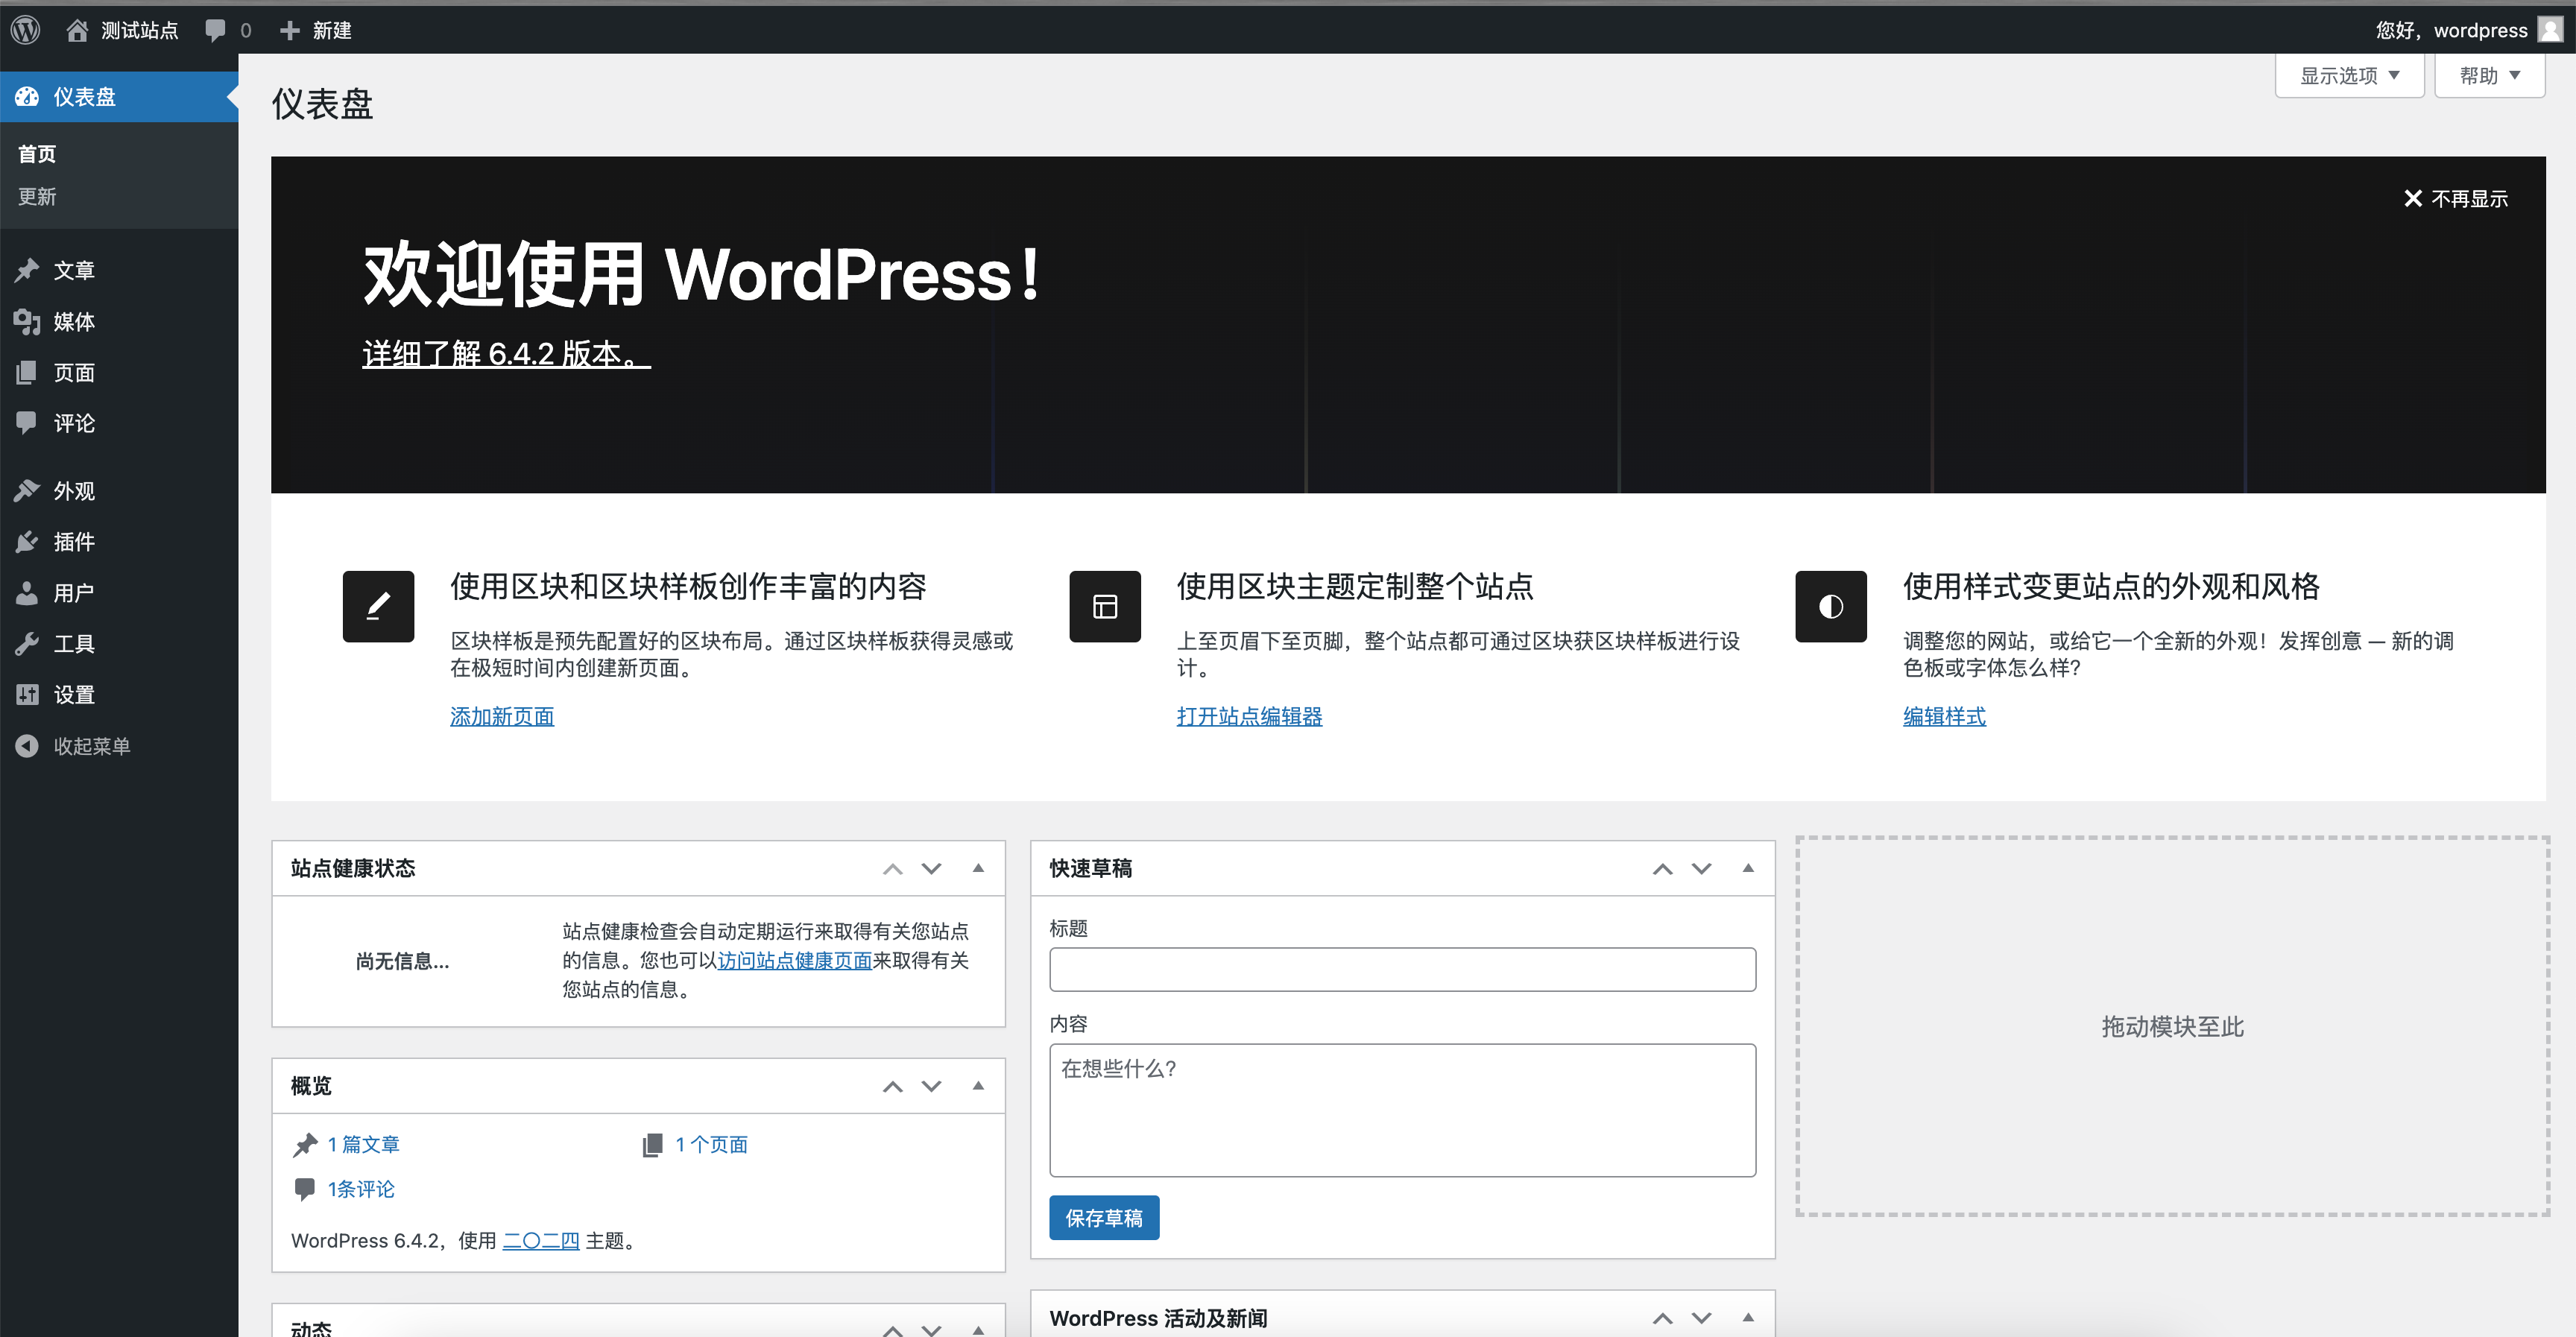 测试站点
0
新建
您好，wordpress
仪表盘
首页
更新
文章
媒体
页面
评论
外观
插件
用户
工具
设置
收起菜单
显示选项
帮助
仪表盘
不再显示
欢迎使用 WordPress！
详细了解 6.4.2 版本。
使用区块和区块样板创作丰富的内容
区块样板是预先配置好的区块布局。通过区块样板获得灵感或
在极短时间内创建新页面。
添加新页面
使用区块主题定制整个站点
上至页眉下至页脚，整个站点都可通过区块获区块样板进行设
计。
打开站点编辑器
使用样式变更站点的外观和风格
调整您的网站，或给它一个全新的外观！发挥创意 — 新的调
色板或字体怎么样?
编辑样式
站点健康状态
尚无信息...
站点健康检查会自动定期运行来取得有关您站点
的信息。您也可以访问站点健康页面来取得有关
您站点的信息。
概览
1 篇文章
1 个页面
1条评论
WordPress 6.4.2，使用 二〇二四 主题。
动态
快速草稿
标题
内容
在想些什么?
保存草稿
WordPress 活动及新闻
拖动模块至此